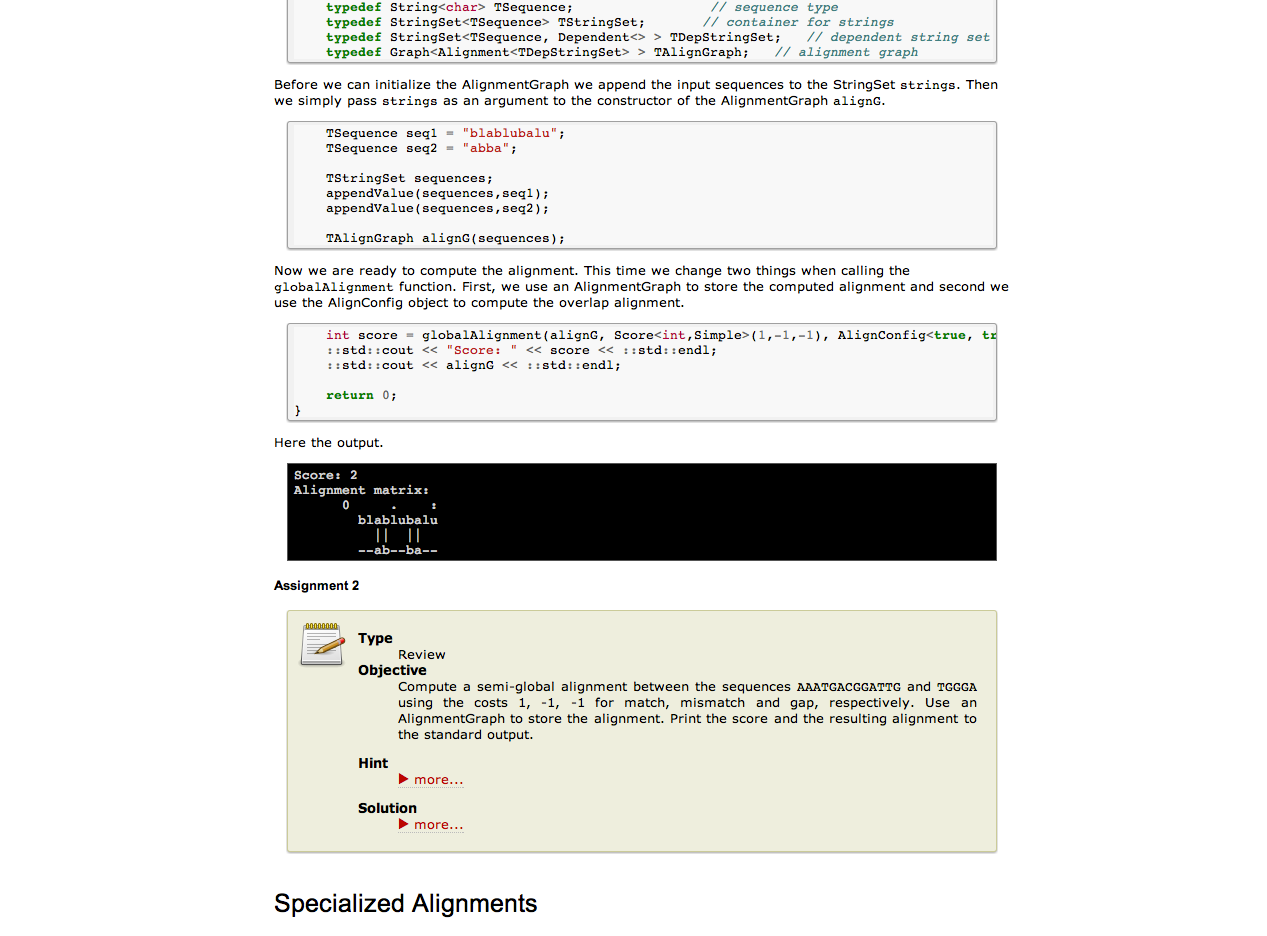 typedef String<char> TSequence;                 // sequence type
typedef StringSet<TSequence> TStringSet;       // container for strings
typedef StringSet<TSequence, Dependent<> > TDepStringSet;   // dependent string set
typedef Graph<Alignment<TDepStringSet> > TAlignGraph;   // alignment graph
Before we can initialize the AlignmentGraph we append the input sequences to the StringSet strings. Then
we simply pass strings as an argument to the constructor of the AlignmentGraph alignG.
TSequence seq1 = "blablubalu";
TSequence seq2 = "abba";
TStringSet sequences;
appendValue(sequences,seq1);
appendValue(sequences,seq2);
TAlignGraph alignG(sequences);
Now we are ready to compute the alignment. This time we change two things when calling the
globalAlignment function. First, we use an AlignmentGraph to store the computed alignment and second we
use the AlignConfig object to compute the overlap alignment.
int score = globalAlignment(alignG, Score<int,Simple>(1,-1,-1), AlignConfig<true, tr
::std::cout << "Score: " << score << ::std::endl;
::std::cout << alignG << ::std::endl;
return 0;
}
Here the output.
Score: 2
Alignment matrix:
0     .    :
blablubalu
||  ||
--ab--ba--
Assignment 2
Type
Review
Objective
Compute a semi-global alignment between the sequences AAATGACGGATTG and TGGGA
using the costs 1, -1, -1 for match, mismatch and gap, respectively. Use an
AlignmentGraph to store the alignment. Print the score and the resulting alignment to
the standard output.
Hint
▶ more...
Solution
▶ more...
Specialized Alignments